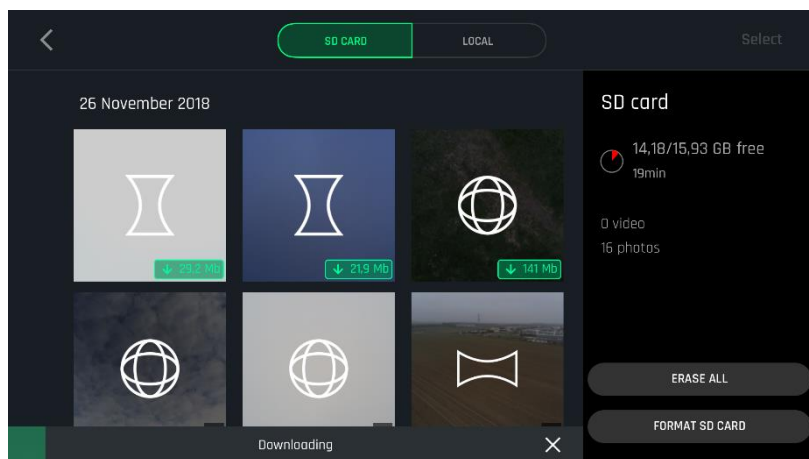 SD CARD
LOCAL
Select
26 November 2018
29,2 Mb
21,9 Mb
141 Mb
SD card
14,18/15,93 GB free
19min
0 video
16 photos
ERASE ALL
FORMAT SD CARD
Downloading